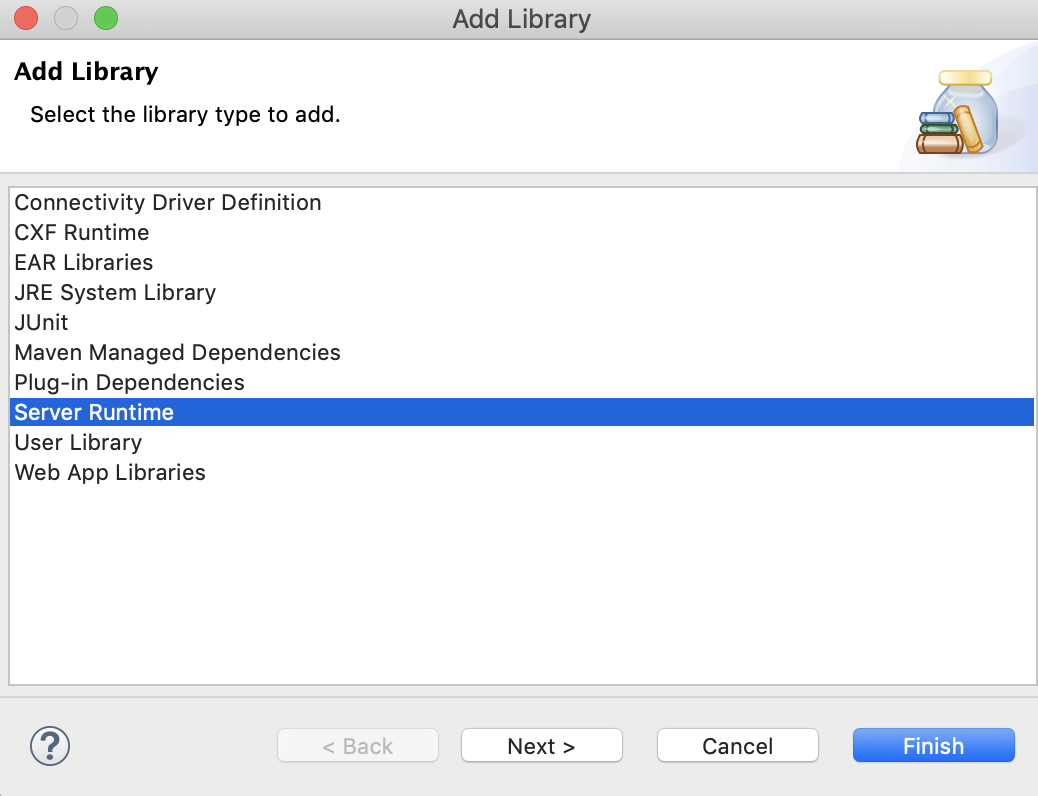 Add Library
Add Library
Select the library type to add.
Connectivity Driver Definition
CXF Runtime
EAR Libraries
JRE System Library
JUnit
Maven Managed Dependencies
Plug-in Dependencies
Server Runtime
User Library
Web App Libraries
? < Back Next > Cancel Finish